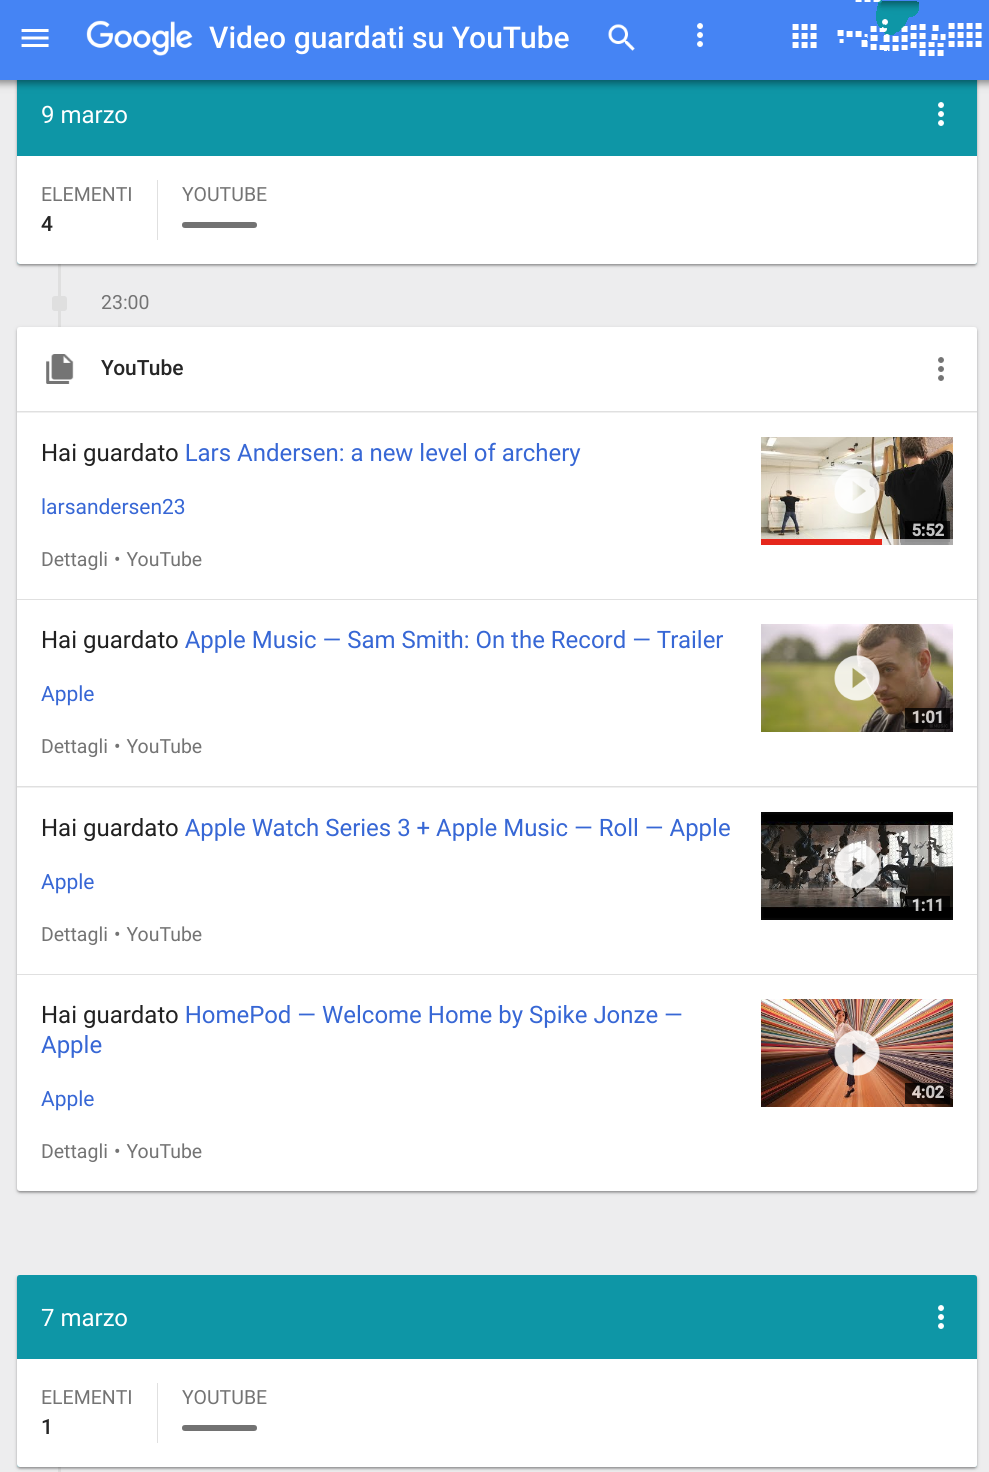 Google Video guardati su YouTube
9 marzo
ELEMENTI YOUTUBE
4
23:00
YouTube
Hai guardato Lars Andersen: a new level of archery
larsandersen23
Dettagli • YouTube
5:52
Hai guardato Apple Music — Sam Smith: On the Record — Trailer
Apple
Dettagli • YouTube
1:01
Hai guardato Apple Watch Series 3 + Apple Music — Roll — Apple
Apple
Dettagli • YouTube
1:11
Hai guardato HomePod — Welcome Home by Spike Jonze —
Apple
Apple
Dettagli • YouTube
4:02
7 marzo
ELEMENTI YOUTUBE
1